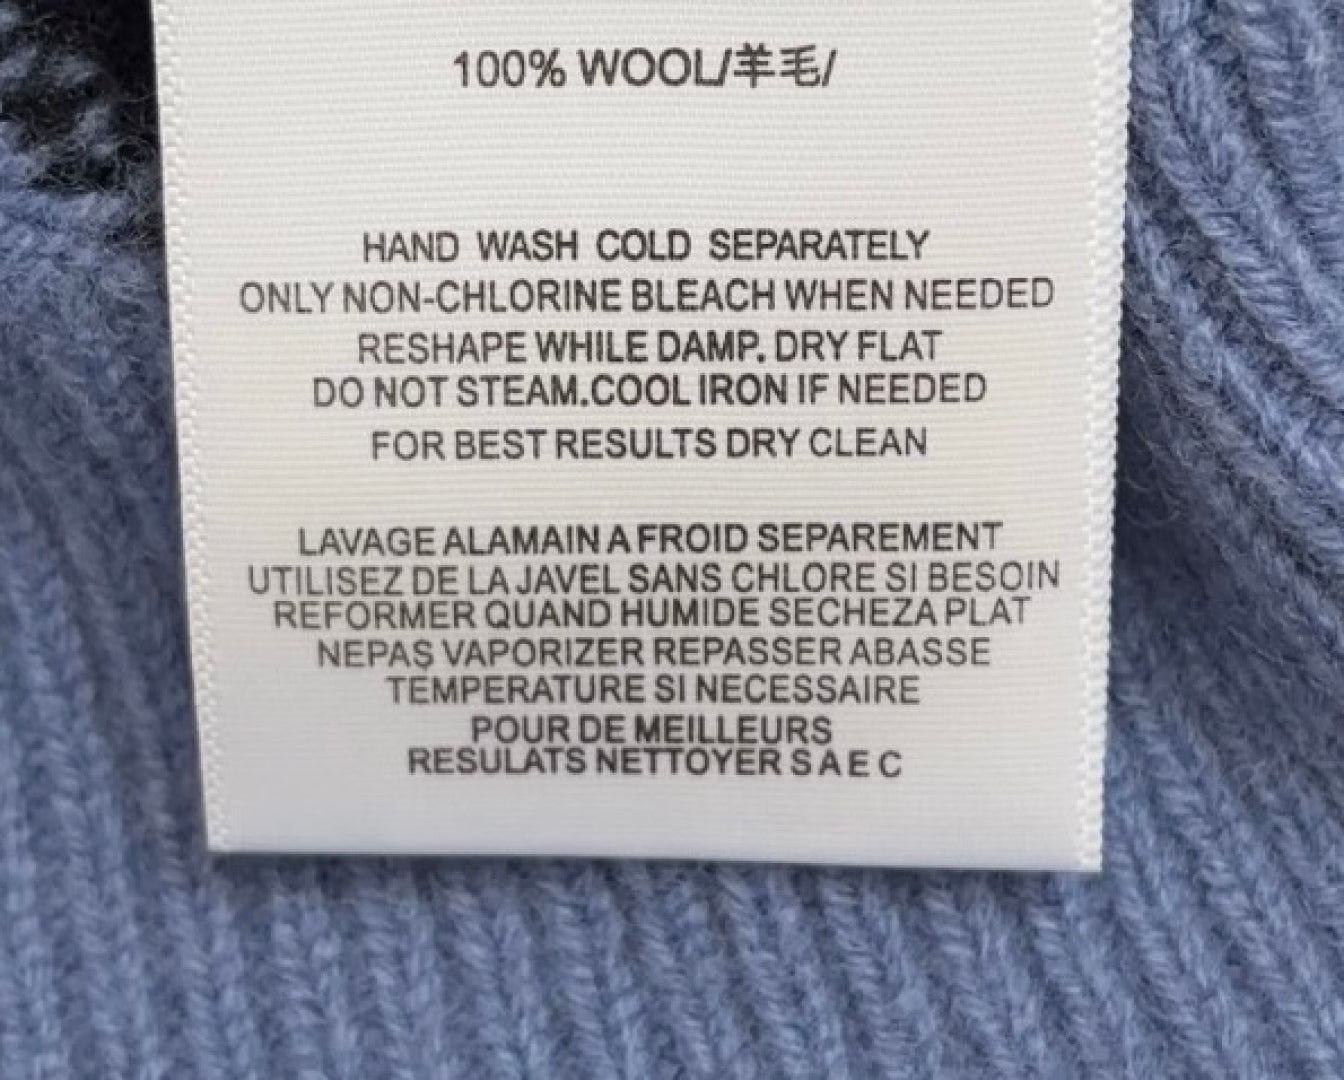 100% WOOL/羊毛/
HAND WASH COLD SEPARATELY
ONLY NON-CHLORINE BLEACH WHEN NEEDED
RESHAPE WHILE DAMP. DRY FLAT
DO NOT STEAM.COOL IRON IF NEEDED
FOR BEST RESULTS DRY CLEAN
LAVAGE ALAMAIN A FROID SEPAREMENT
UTILISEZ DE LA JAVEL SANS CHLORE SI BESOIN
REFORMER QUAND HUMIDE SECHEZA PLAT
NEPAS VAPORIZER REPASSER ABASSE
TEMPERATURE SI NECESSAIRE
POUR DE MEILLEURS
RESULATS NETTOYER S A E C